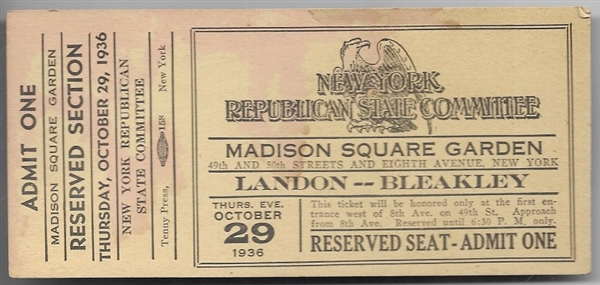 ADMIT ONE
MADISON SQUARE GARDEN
RESERVED SECTION
THURSDAY, OCTOBER 29, 1936
NEW YORK REPUBLICAN
STATE COMMITTEE
Tenny Press, 158 New York
NEW YORK
REPUBLICAN STATE COMMITTEE
MADISON SQUARE GARDEN
49th AND 50th STREETS AND EIGHTH AVENUE, NEW YORK
LANDON -- BLEAKLEY
THURS. EVE.
OCTOBER
29
1936
This ticket will be honored only at the first en-
trance west of 8th Ave. on 49th St. Approach
from 8th Ave. Reserved until 6:30 P. M. only.
RESERVED SEAT - ADMIT ONE